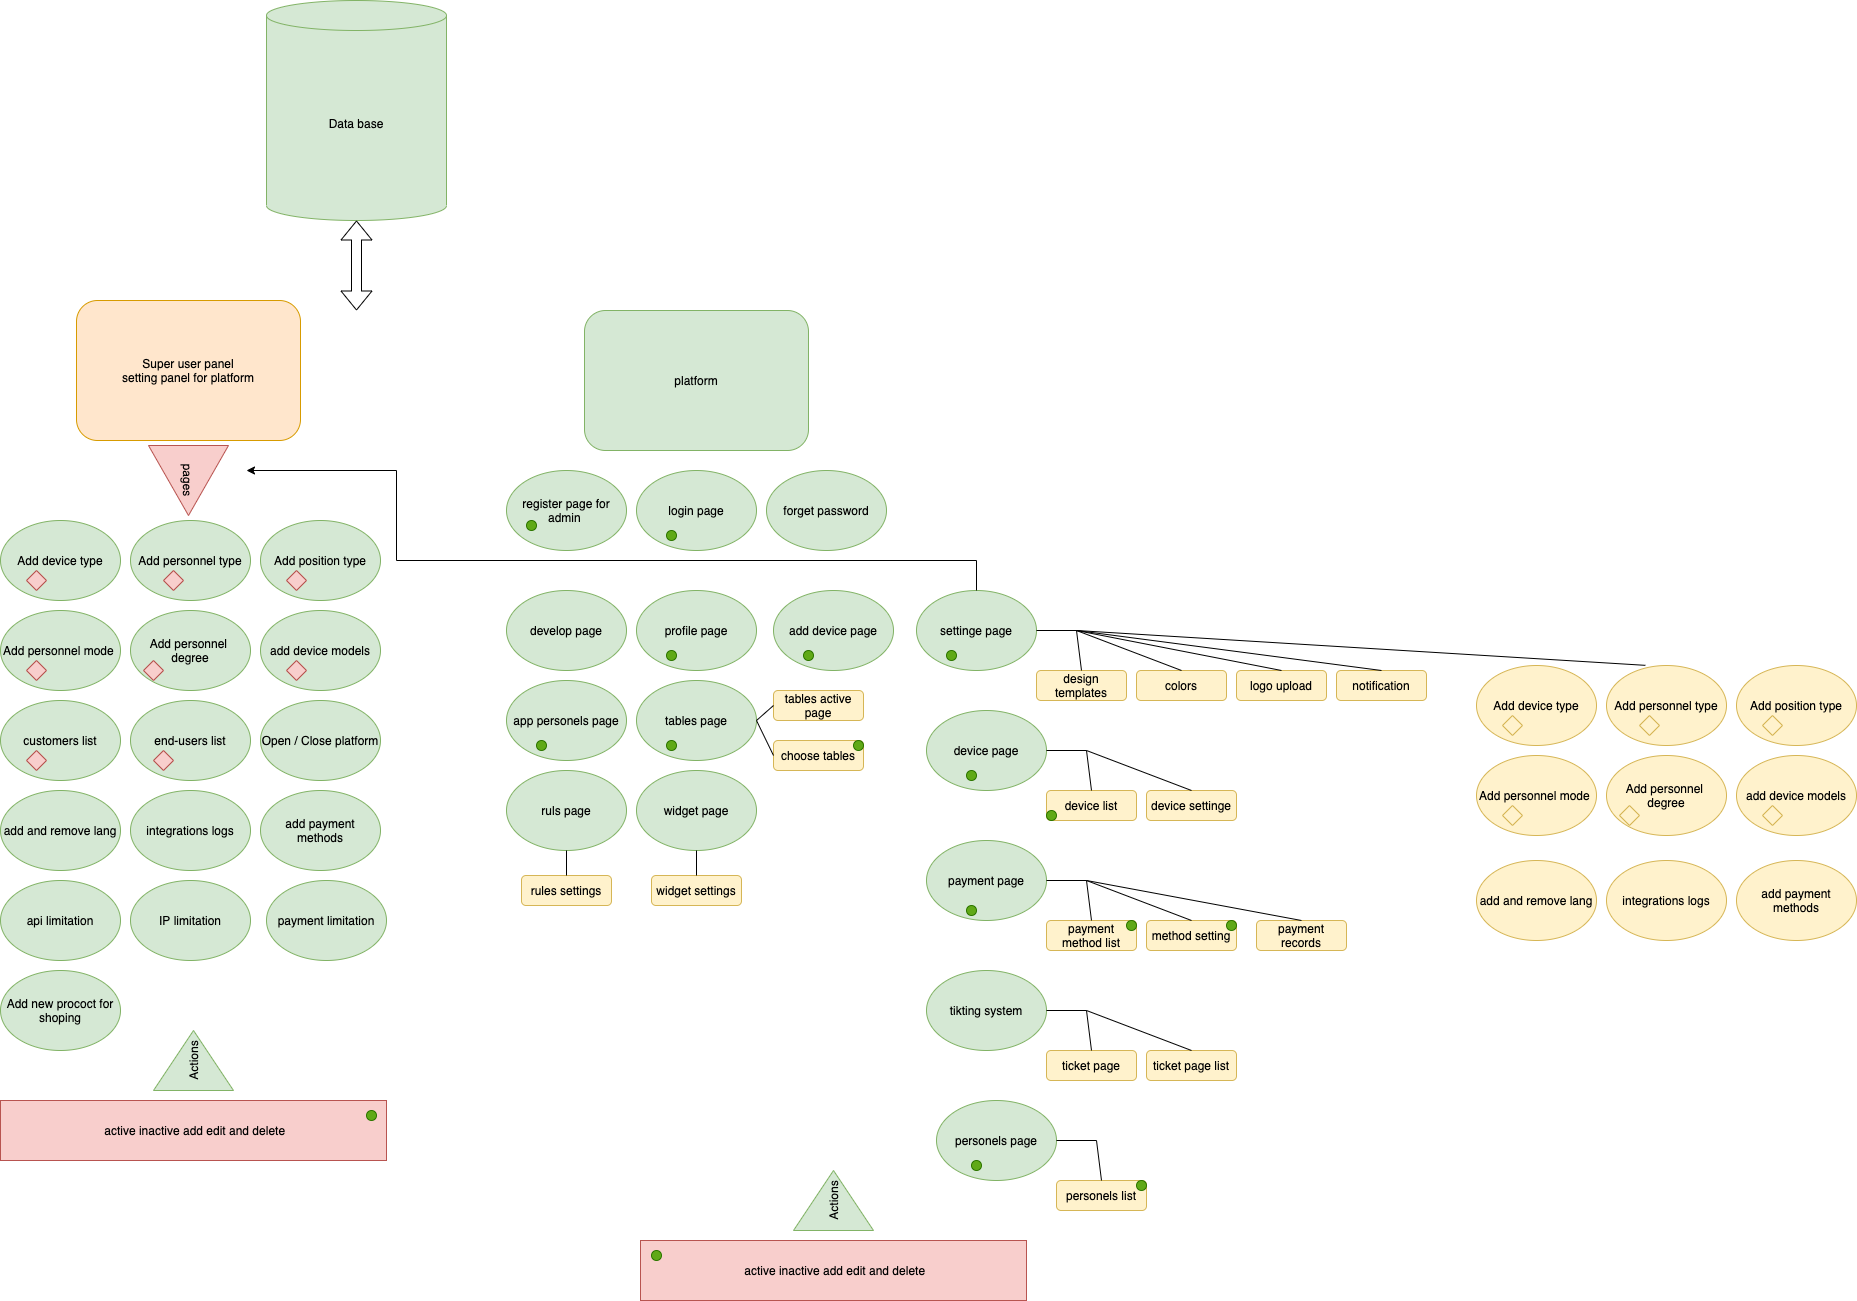 Data base
Super user panel
setting panel for platform
platform
pages
register page for
admin
login page
forget password
Add device type
Add personnel type
Add position type
Add personnel mode
Add personnel
degree
add device models
customers list
end-users list
Open / Close platform
add and remove lang
integrations logs
add payment
methods
api limitation
IP limitation
payment limitation
Add new prococt for
shoping
Actions
active inactive add edit and delete
develop page
profile page
add device page
settinge page
app personels page
tables page
tables active
page
choose tables
ruls page
widget page
rules settings
widget settings
design
templates
colors
logo upload
notification
device page
device list
device settinge
payment page
payment
method list
method setting
payment
records
tikting system
ticket page
ticket page list
personels page
personels list
Actions
active inactive add edit and delete
Add device type
Add personnel type
Add position type
Add personnel mode
Add personnel
degree
add device models
add and remove lang
integrations logs
add payment
methods